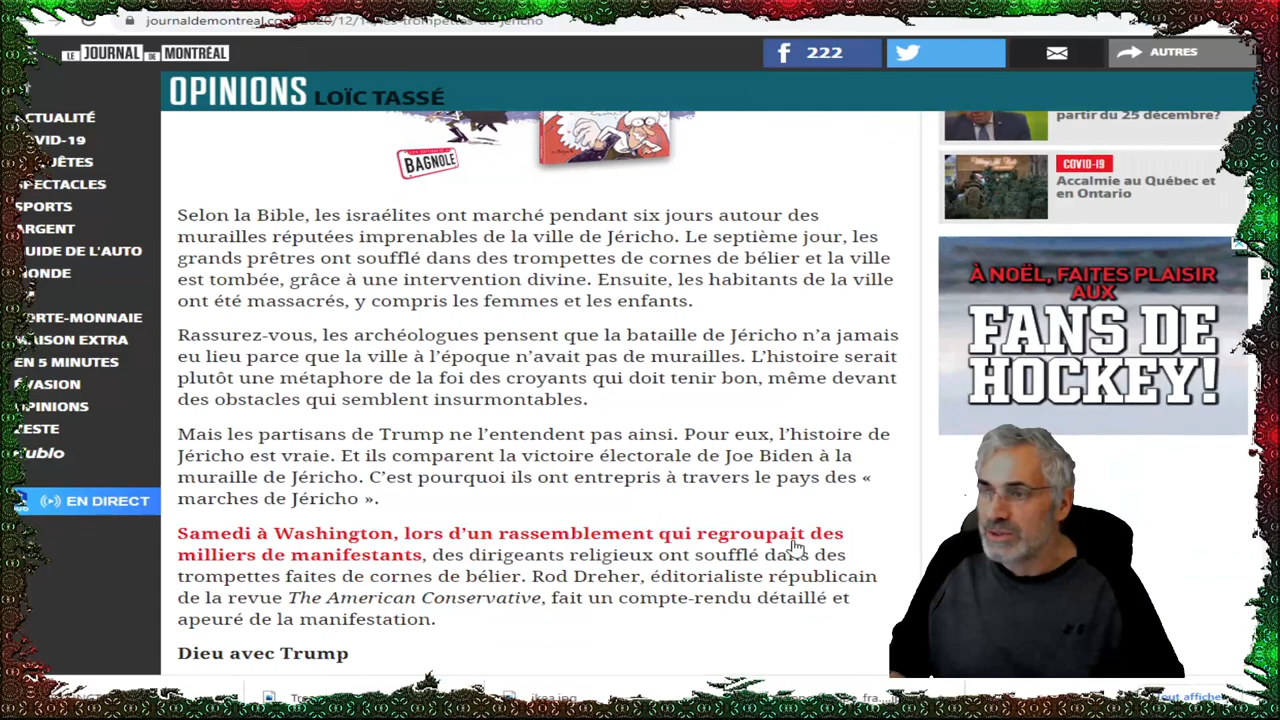 journaldemontreal.co
LE JOURNAL DE MONTRÉAL
222
AUTRES
OPINIONS LOÏC TASSÉ
CTUALITÉ
OVID-19
QUÊTES
SPECTACLES
SPORTS
ARGENT
GUIDE DE L'AUTO
MONDE
ORTE-MONNAIE
MAISON EXTRA
EN 5 MINUTES
ÉVASION
OPINIONS
ZESTE
EN DIRECT
BAGNOLE
Selon la Bible, les israélites ont marché pendant six jours autour des
murailles réputées imprenables de la ville de Jéricho. Le septième jour, les
grands prêtres ont soufflé dans des trompettes de cornes de bélier et la ville
est tombée, grâce à une intervention divine. Ensuite, les habitants de la ville
ont été massacrés, y compris les femmes et les enfants.
Rassurez-vous, les archéologues pensent que la bataille de Jéricho n'a jamais
eu lieu parce que la ville à l'époque n'avait pas de murailles. L'histoire serait
plutôt une métaphore de la foi des croyants qui doit tenir bon, même devant
des obstacles qui semblent insurmontables.
Mais les partisans de Trump ne l'entendent pas ainsi. Pour eux, l'histoire de
Jéricho est vraie. Et ils comparent la victoire électorale de Joe Biden à la
muraille de Jéricho. C'est pourquoi ils ont entrepris à travers le pays des «
marches de Jéricho ».
Samedi à Washington, lors d'un rassemblement qui regroupait des
milliers de manifestants, des dirigeants religieux ont soufflé dans des
trompettes faites de cornes de bélier. Rod Dreher, éditorialiste républicain
de la revue The American Conservative, fait un compte-rendu détaillé et
apeuré de la manifestation.
Dieu avec Trump
partir du 25 décembre?
COVID-19
Accalmie au Québec et
en Ontario
À NOËL, FAITES PLAISIR
AUX
FANS DE
HOCKEY!
ikea.jpg
fra...
Tout afficher